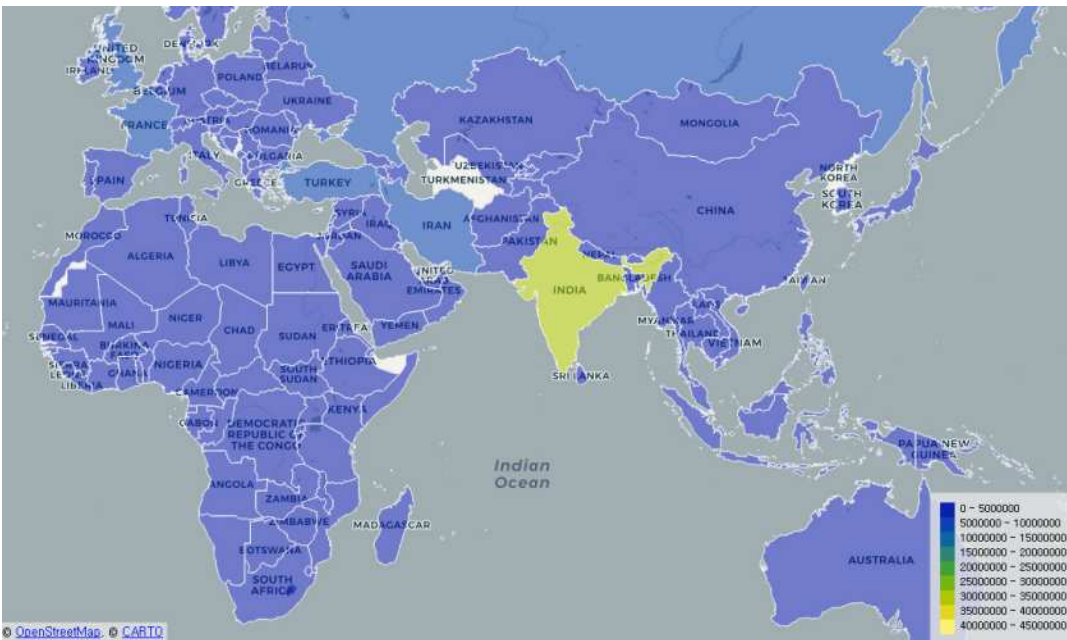 DENMARK
UNITED
KINGDOM
IRELAND
BELARUS
POLAND
BELGIUM
UKRAINE
FRANCE
AUSTRIA
ROMANIA
KAZAKHSTAN
MONGOLIA
ITALY
BULGARIA
UZBEKISTAN
NORTH
KOREA
SPAIN
GREECE
TURKEY
TURKMENISTAN
SOUTH
KOREA
TUNISIA
SYRIA
IRAQ
IRAN
AFGHANISTAN
CHINA
MOROCCO
JORDAN
PAKISTAN
ALGERIA
LIBYA
EGYPT
SAUDI
ARABIA
UNITED
ARAB
EMIRATES
NEPAL
BANGLADESH
TAIWAN
INDIA
MAURITANIA
MALI
NIGER
CHAD
SUDAN
ERITREA
YEMEN
LAOS
MYANMAR
THAILAND
VIETNAM
SENEGAL
BURKINA
FASO
SIERRA
LEONE
GHANA
NIGERIA
ETHIOPIA
SOUTH
SUDAN
LIBERIA
CAMEROON
SRI LANKA
GABON
KENYA
DEMOCRATIC
REPUBLIC OF
THE CONGO
PAPUA NEW
GUINEA
Indian
Ocean
ANGOLA
ZAMBIA
ZIMBABWE
MADAGASCAR
BOTSWANA
SOUTH
AFRICA
AUSTRALIA
0 - 5000000
5000000 - 10000000
10000000 - 15000000
15000000 - 20000000
20000000 - 25000000
25000000 - 30000000
30000000 - 35000000
35000000 - 40000000
40000000 - 45000000
© OpenStreetMap, © CARTO